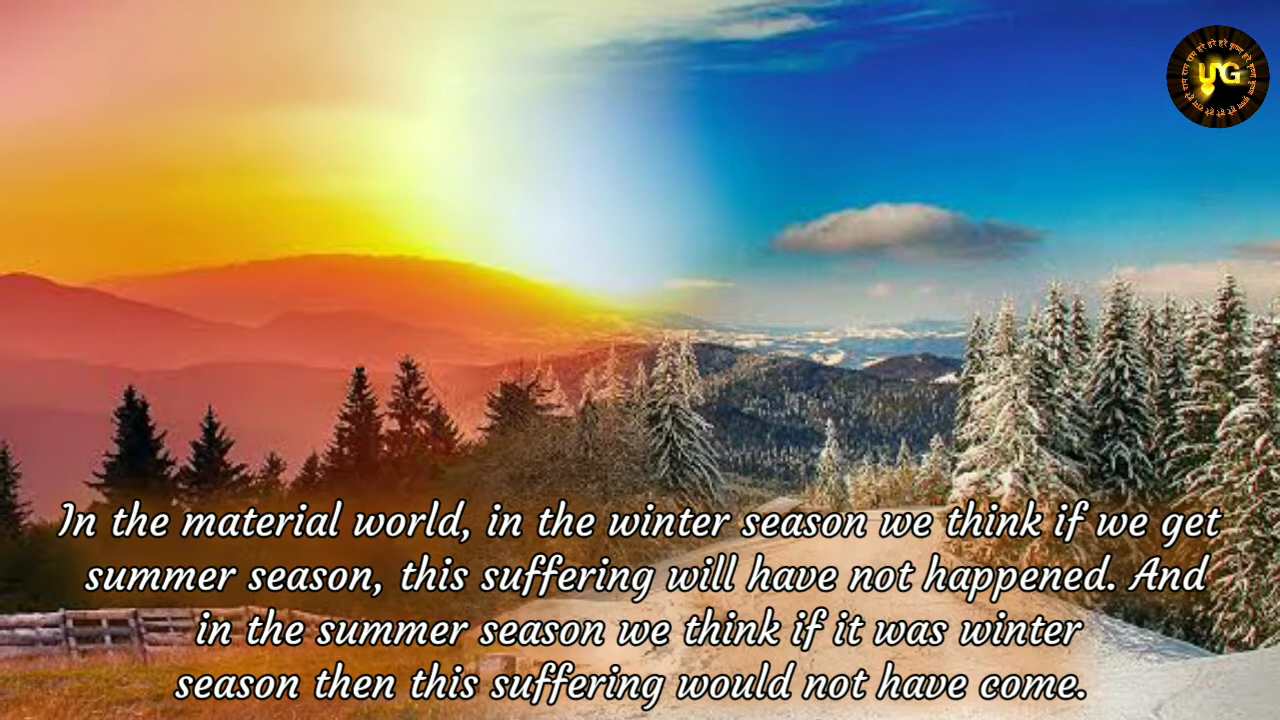 UG
In the material world, in the winter season we think if we get
summer season, this suffering will have not happened. And
in the summer season we think if it was winter
season then this suffering would not have come.